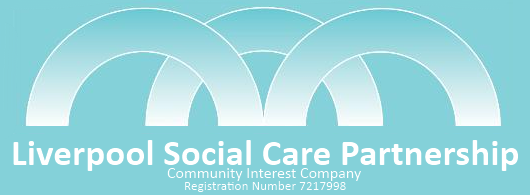 Liverpool Social Care Partnership
Community Interest Company
Registration Number 7217998